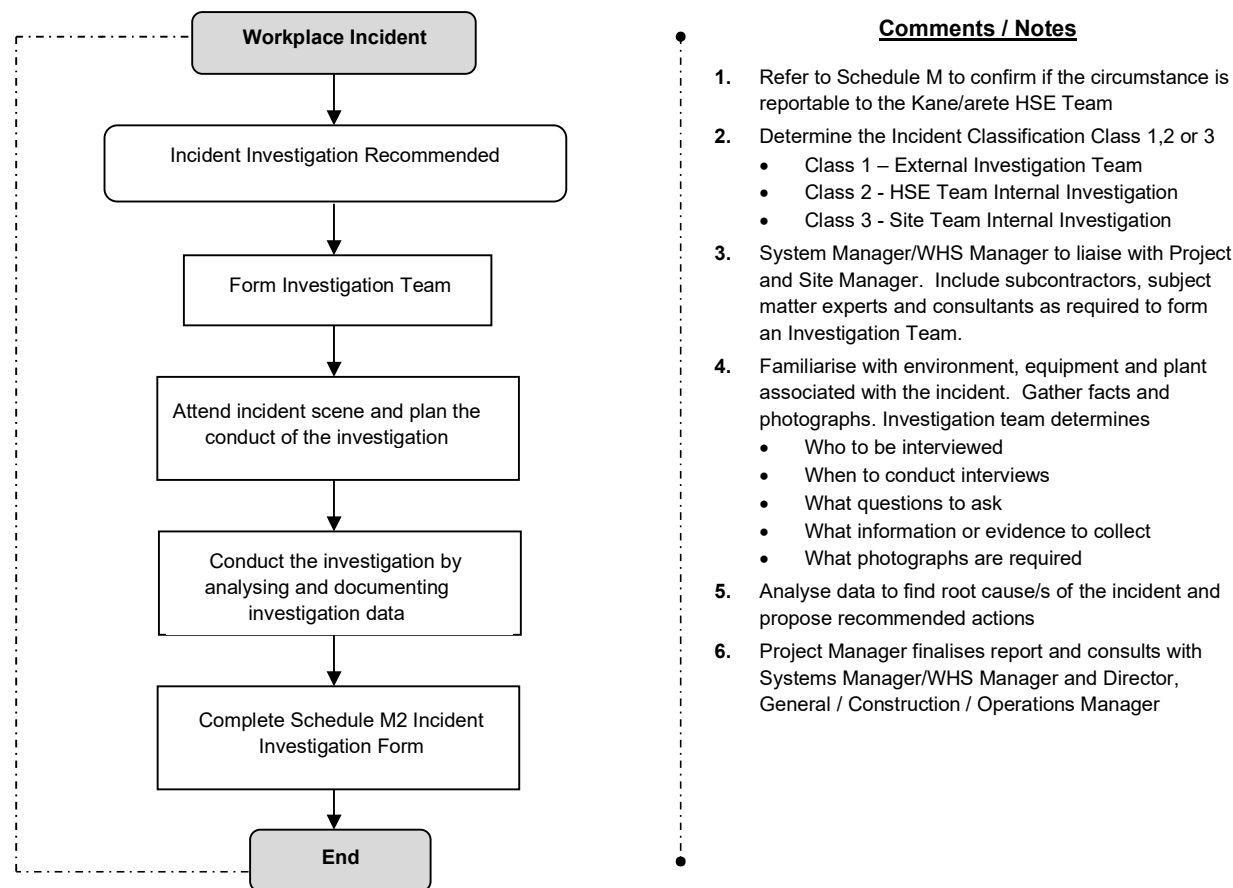 Workplace Incident
Incident Investigation Recommended
Form Investigation Team
Attend incident scene and plan the
conduct of the investigation
Conduct the investigation by
analysing and documenting
investigation data
Complete Schedule M2 Incident
Investigation Form
End
Comments / Notes
1. Refer to Schedule M to confirm if the circumstance is
reportable to the Kane/arete HSE Team
2. Determine the Incident Classification Class 1,2 or 3
• Class 1 – External Investigation Team
• Class 2 - HSE Team Internal Investigation
• Class 3 - Site Team Internal Investigation
3. System Manager/WHS Manager to liaise with Project
and Site Manager. Include subcontractors, subject
matter experts and consultants as required to form
an Investigation Team.
4. Familiarise with environment, equipment and plant
associated with the incident. Gather facts and
photographs. Investigation team determines
• Who to be interviewed
• When to conduct interviews
• What questions to ask
• What information or evidence to collect
• What photographs are required
5. Analyse data to find root cause/s of the incident and
propose recommended actions
6. Project Manager finalises report and consults with
Systems Manager/WHS Manager and Director,
General / Construction / Operations Manager